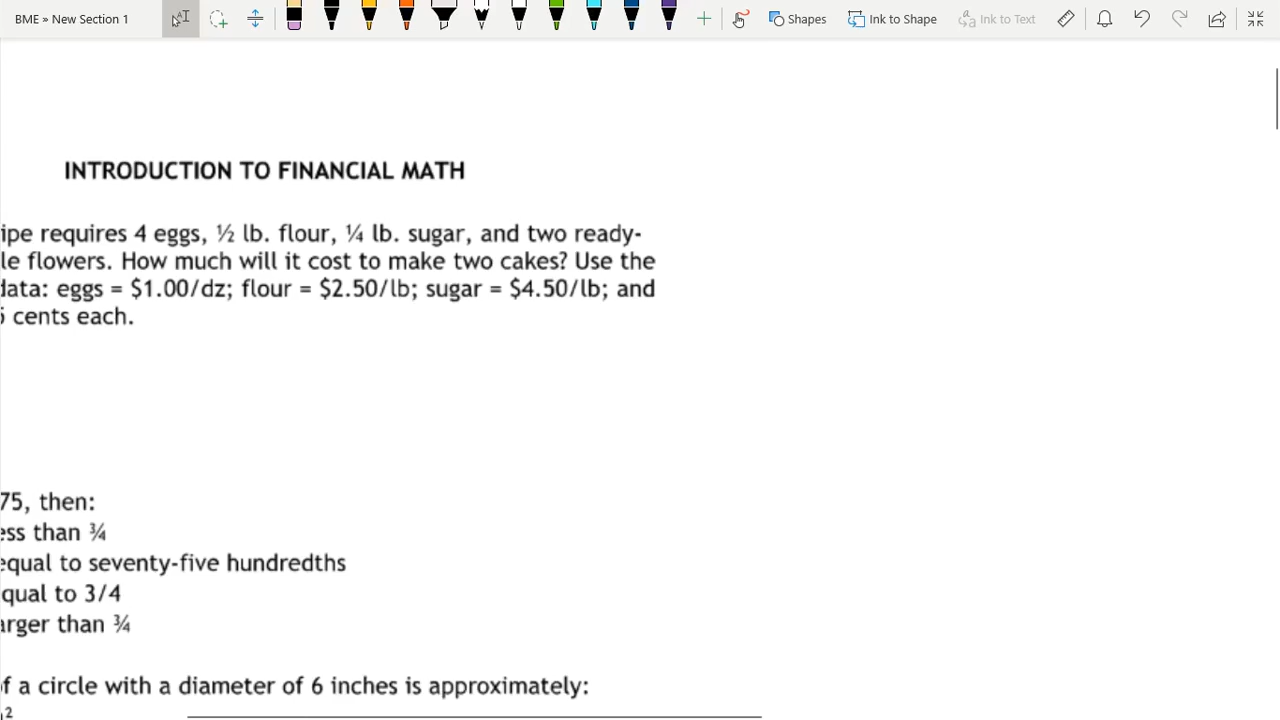 BME » New Section 1
Shapes
Ink to Shape
Ink to Text
INTRODUCTION TO FINANCIAL MATH
requires 4 eggs, ½ lb. flour, ¼ lb. sugar, and two ready-
flowers. How much will it cost to make two cakes? Use the
data: eggs = $1.00/dz; flour = $2.50/lb; sugar = $4.50/lb; and
cents each.
75, then:
than ¾
equal to seventy-five hundredths
qual to 3/4
arger than ¾
f a circle with a diameter of 6 inches is approximately: